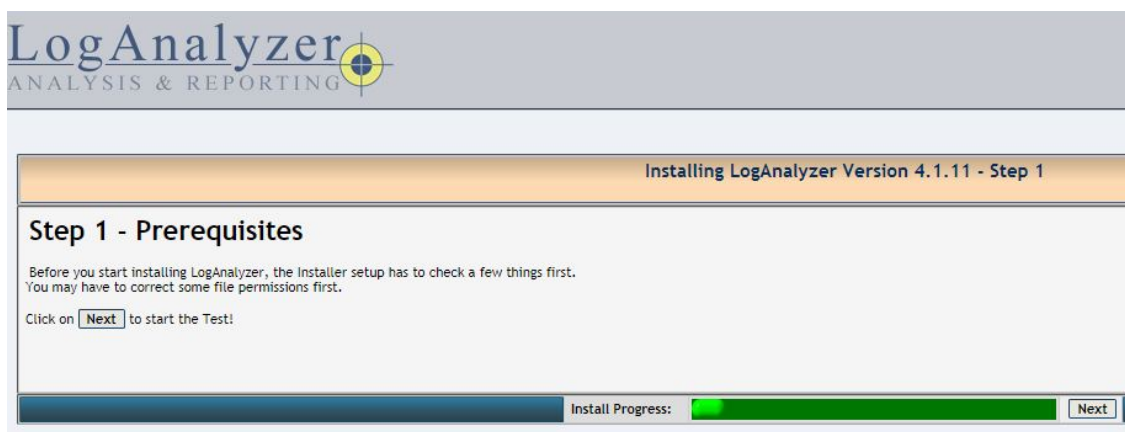 LogAnalyzer
ANALYSIS & REPORTING
Installing LogAnalyzer Version 4.1.11 - Step 1
Step 1 - Prerequisites
Before you start installing LogAnalyzer, the Installer setup has to check a few things first.
You may have to correct some file permissions first.
Click on Next to start the Test!
Install Progress: Next